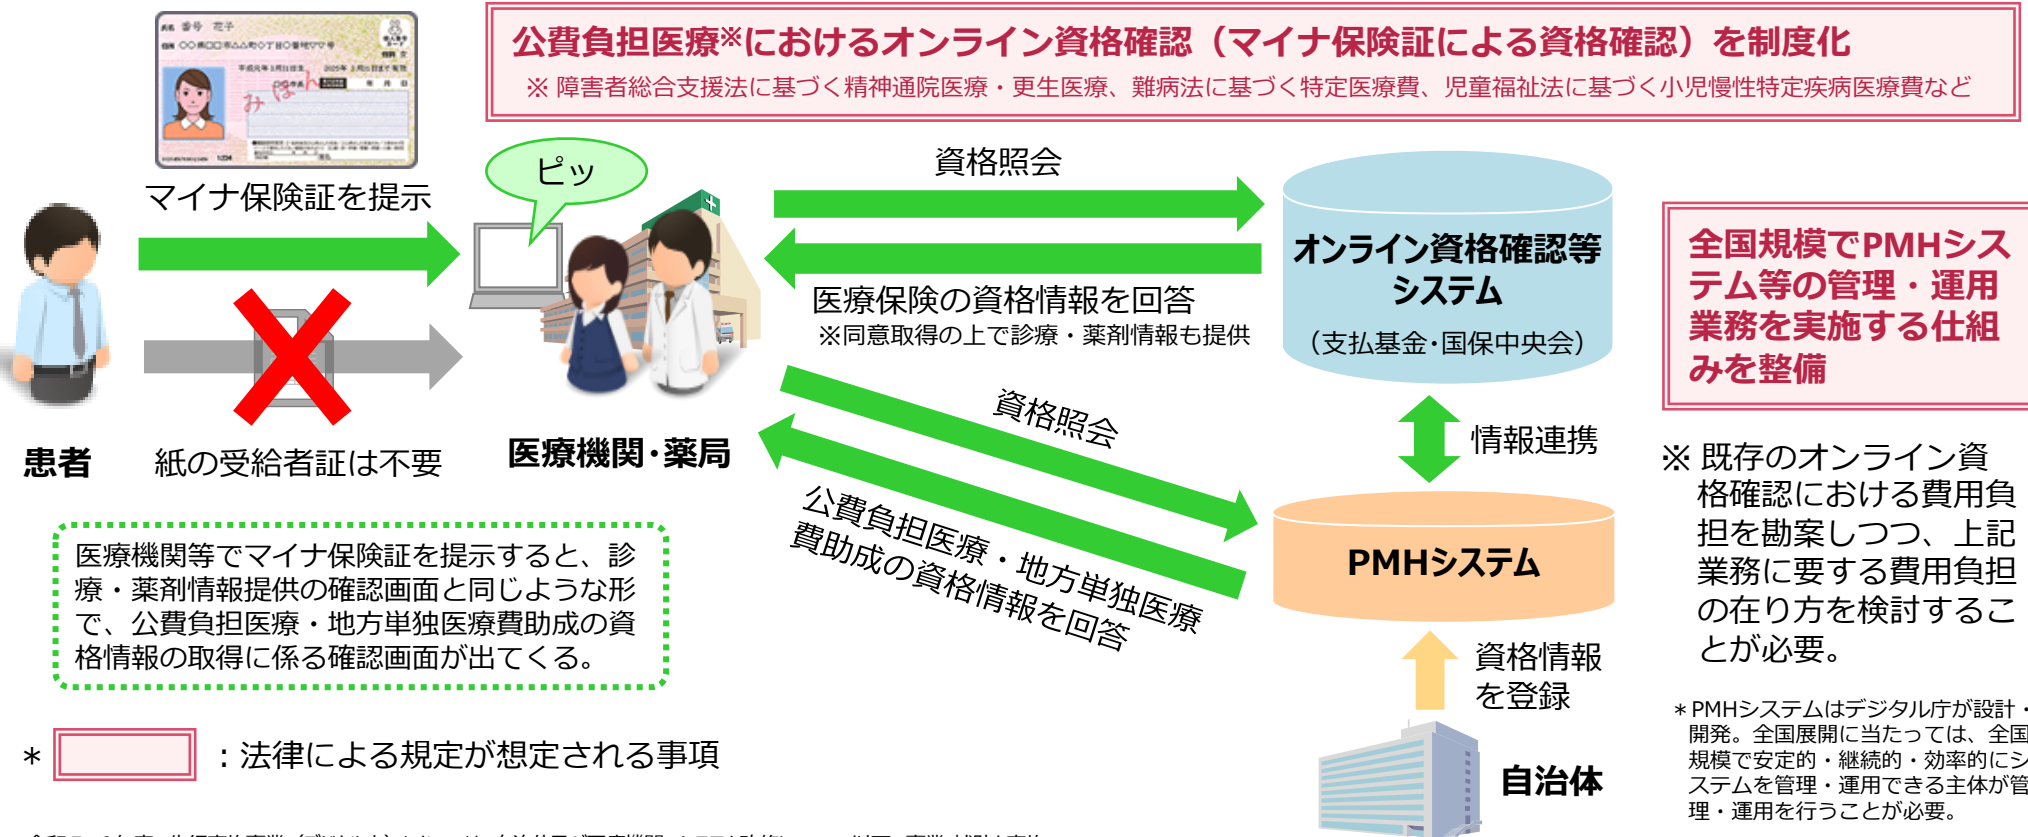 氏名 番号 花子
公費負担医療※におけるオンライン資格確認（マイナ保険証による資格確認）を制度化
※ 障害者総合支援法に基づく精神通院医療・更生医療、難病法に基づく特定医療費、児童福祉法に基づく小児慢性特定疾病医療費など
みほん
1234
マイナ保険証を提示
ピッ
資格照会
医療保険の資格情報を回答
※同意取得の上で診療・薬剤情報も提供
オンライン資格確認等
システム
（支払基金・国保中央会）
全国規模でPMHシス
テム等の管理・運用
業務を実施する仕組
みを整備
患者
紙の受給者証は不要
医療機関・薬局
資格照会
公費負担医療・地方単独医療
費助成の資格情報を回答
情報連携
PMHシステム
資格情報
を登録
自治体
※ 既存のオンライン資
格確認における費用負
担を勘案しつつ、上記
業務に要する費用負担
の在り方を検討するこ
とが必要。
＊PMHシステムはデジタル庁が設計・
開発。全国展開に当たっては、全国
規模で安定的・継続的・効率的にシ
ステムを管理・運用できる主体が管
理・運用を行うことが必要。
医療機関等でマイナ保険証を提示すると、診
療・薬剤情報提供の確認画面と同じような形
で、公費負担医療・地方単独医療費助成の資
格情報の取得に係る確認画面が出てくる。
＊ ：法律による規定が想定される事項